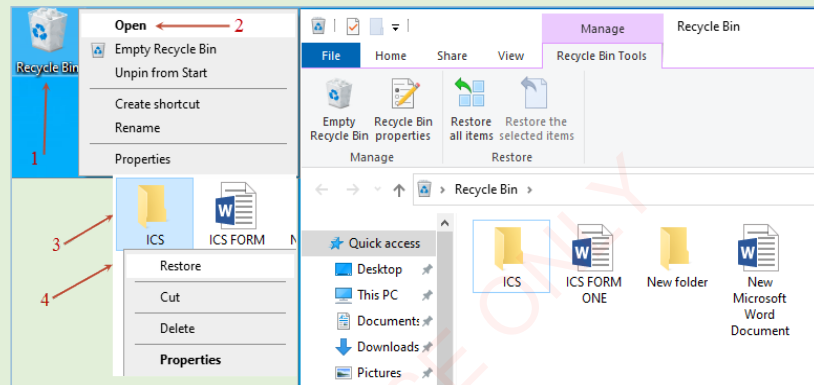 Recycle Bin
1
Open
2
Empty Recycle Bin
Unpin from Start
Create shortcut
Rename
Properties
3
ICS
ICS FORM
N
4
Restore
Cut
Delete
Properties
Manage
Recycle Bin
File
Home
Share
View
Recycle Bin Tools
Empty
Recycle Bin
Recycle Bin
properties
Restore
all items
Restore the
selected items
Manage
Restore
Recycle Bin
Quick access
Desktop
This PC
Documents
Downloads
Pictures
ICS
ICS FORM
ONE
New folder
New
Microsoft
Word
Document
ONLY